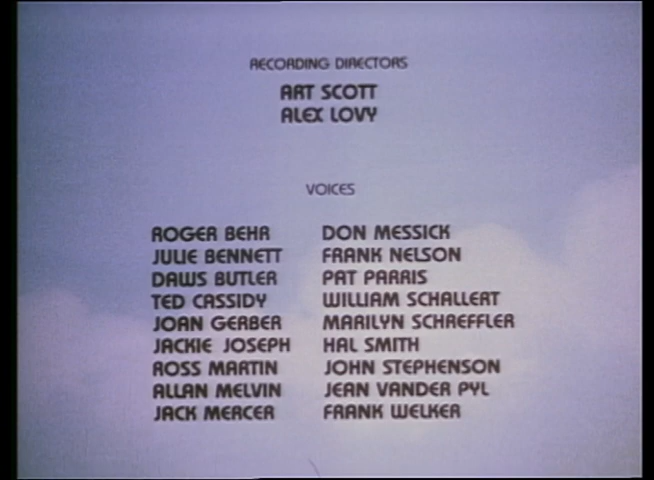 RECORDING DIRECTORS
ART SCOTT
ALEX LOVY
VOICES
ROGER BEHR
JULIE BENNETT
DAWS BUTLER
TED CASSIDY
JOAN GERBER
JACKIE JOSEPH
ROSS MARTIN
ALLAN MELVIN
JACK MERCER
DON MESSICK
FRANK NELSON
PAT PARRIS
WILLIAM SCHALLERT
MARILYN SCHREFFLER
HAL SMITH
JOHN STEPHENSON
JEAN VANDER PYL
FRANK WELKER